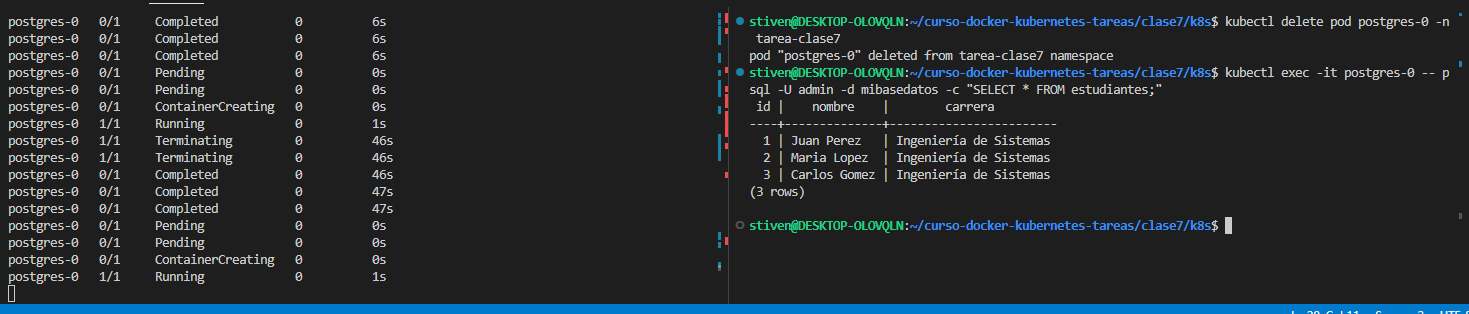 postgres-0   0/1     Completed           0          6s
postgres-0   0/1     Completed           0          6s
postgres-0   0/1     Completed           0          6s
postgres-0   0/1     Pending             0          0s
postgres-0   0/1     Pending             0          0s
postgres-0   0/1     ContainerCreating   0          0s
postgres-0   1/1     Running             0          1s
postgres-0   1/1     Terminating         0          46s
postgres-0   1/1     Terminating         0          46s
postgres-0   0/1     Completed           0          46s
postgres-0   0/1     Completed           0          47s
postgres-0   0/1     Completed           0          47s
postgres-0   0/1     Pending             0          0s
postgres-0   0/1     Pending             0          0s
postgres-0   0/1     ContainerCreating   0          0s
postgres-0   1/1     Running             0          1s
stiven@DESKTOP-OLOVQLN:~/curso-docker-kubernetes-tareas/clase7/k8s$ kubectl delete pod postgres-0 -n
 tarea-clase7
pod "postgres-0" deleted from tarea-clase7 namespace
stiven@DESKTOP-OLOVQLN:~/curso-docker-kubernetes-tareas/clase7/k8s$ kubectl exec -it postgres-0 -- p
sql -U admin -d mibasedatos -c "SELECT * FROM estudiantes;"
 id |    nombre    |        carrera
----+--------------+------------------------
  1 | Juan Perez   | Ingeniería de Sistemas
  2 | Maria Lopez  | Ingeniería de Sistemas
  3 | Carlos Gomez | Ingeniería de Sistemas
(3 rows)
stiven@DESKTOP-OLOVQLN:~/curso-docker-kubernetes-tareas/clase7/k8s$